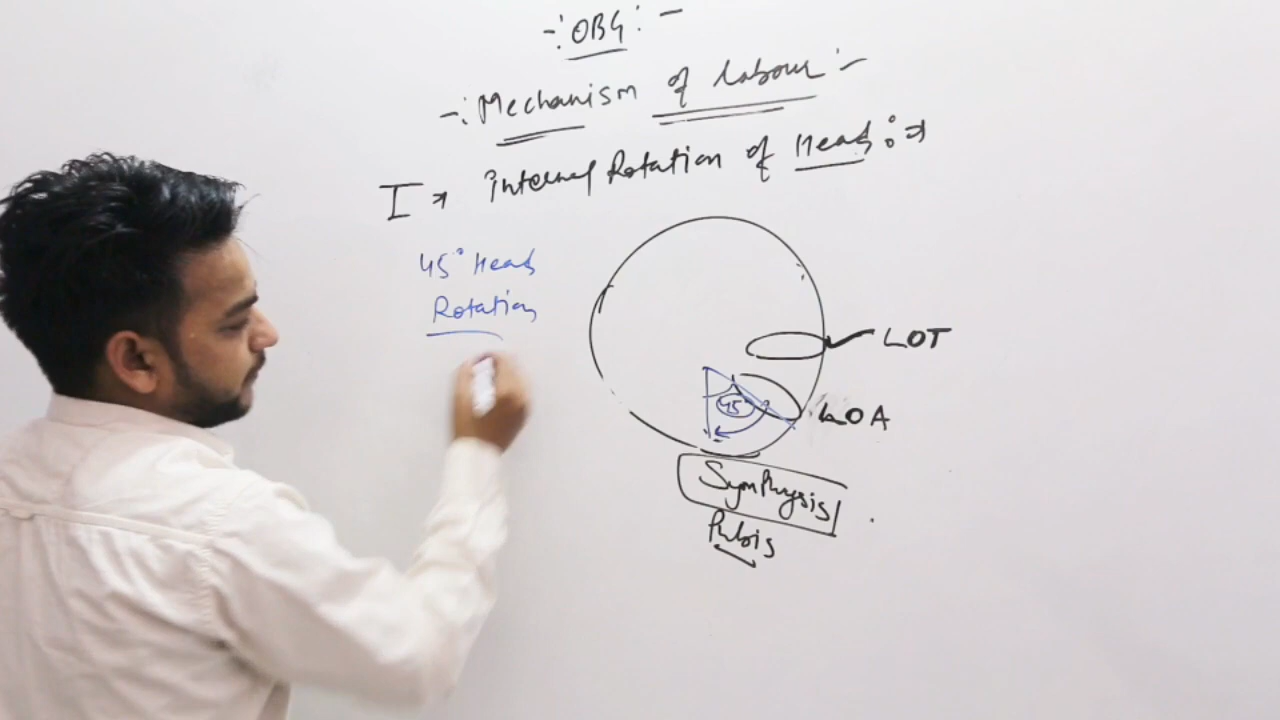 -: OBG : -
-: Mechanism of labour :-
I → Internal Rotation of Head : →
45° Head
Rotation
LOT
45°
LOA
Symphysis
Pubis